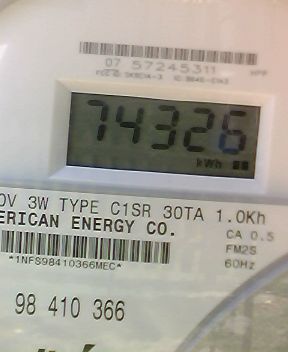 07 57245311
74326
kWh
0V 3W TYPE C1SR 30TA 1.0Kh
ERICAN ENERGY CO.
CA 0.5
FM2S
*1NFS98410366MEC*
60Hz
98 410 366